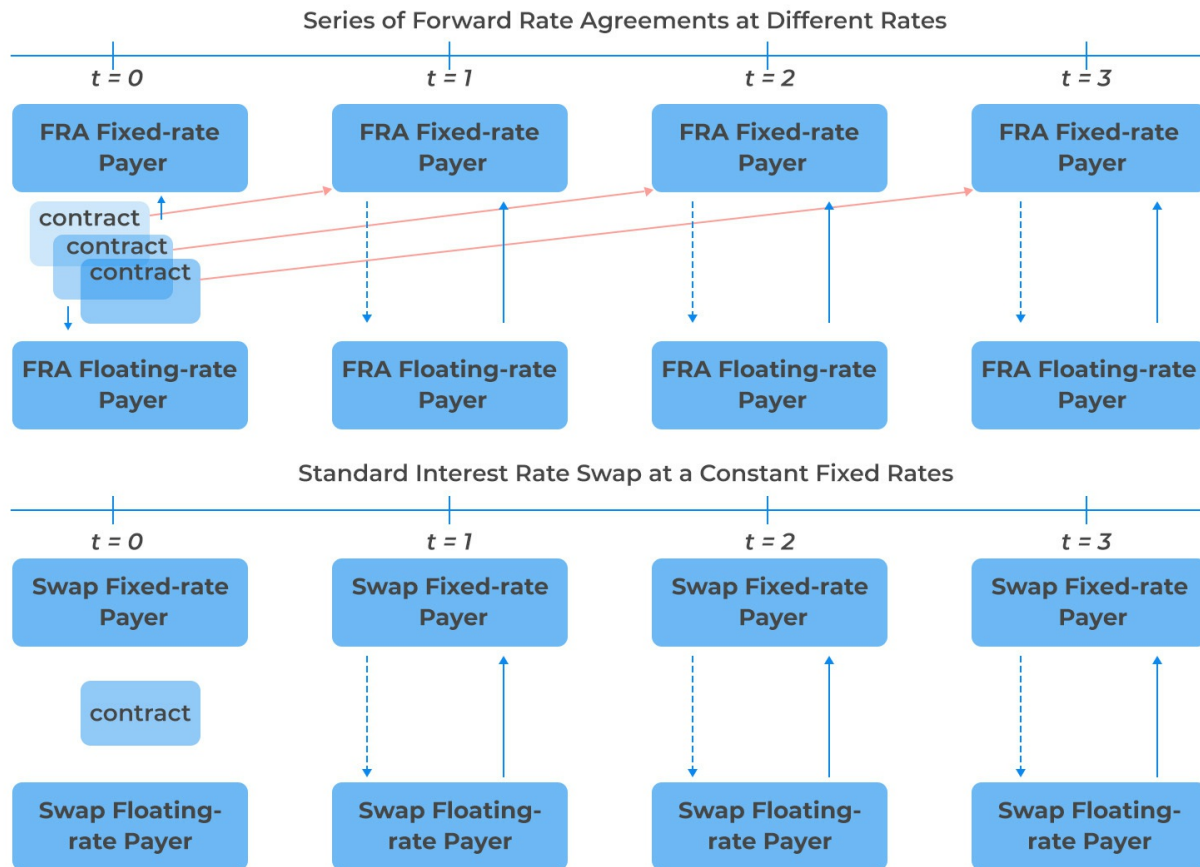 Series of Forward Rate Agreements at Different Rates
t = 0
t = 1
t = 2
t = 3
FRA Fixed-rate
Payer
FRA Fixed-rate
Payer
FRA Fixed-rate
Payer
FRA Fixed-rate
Payer
contract
contract
contract
FRA Floating-rate
Payer
FRA Floating-rate
Payer
FRA Floating-rate
Payer
FRA Floating-rate
Payer
Standard Interest Rate Swap at a Constant Fixed Rates
t = 0
t = 1
t = 2
t = 3
Swap Fixed-rate
Payer
Swap Fixed-rate
Payer
Swap Fixed-rate
Payer
Swap Fixed-rate
Payer
contract
Swap Floating-
rate Payer
Swap Floating-
rate Payer
Swap Floating-
rate Payer
Swap Floating-
rate Payer